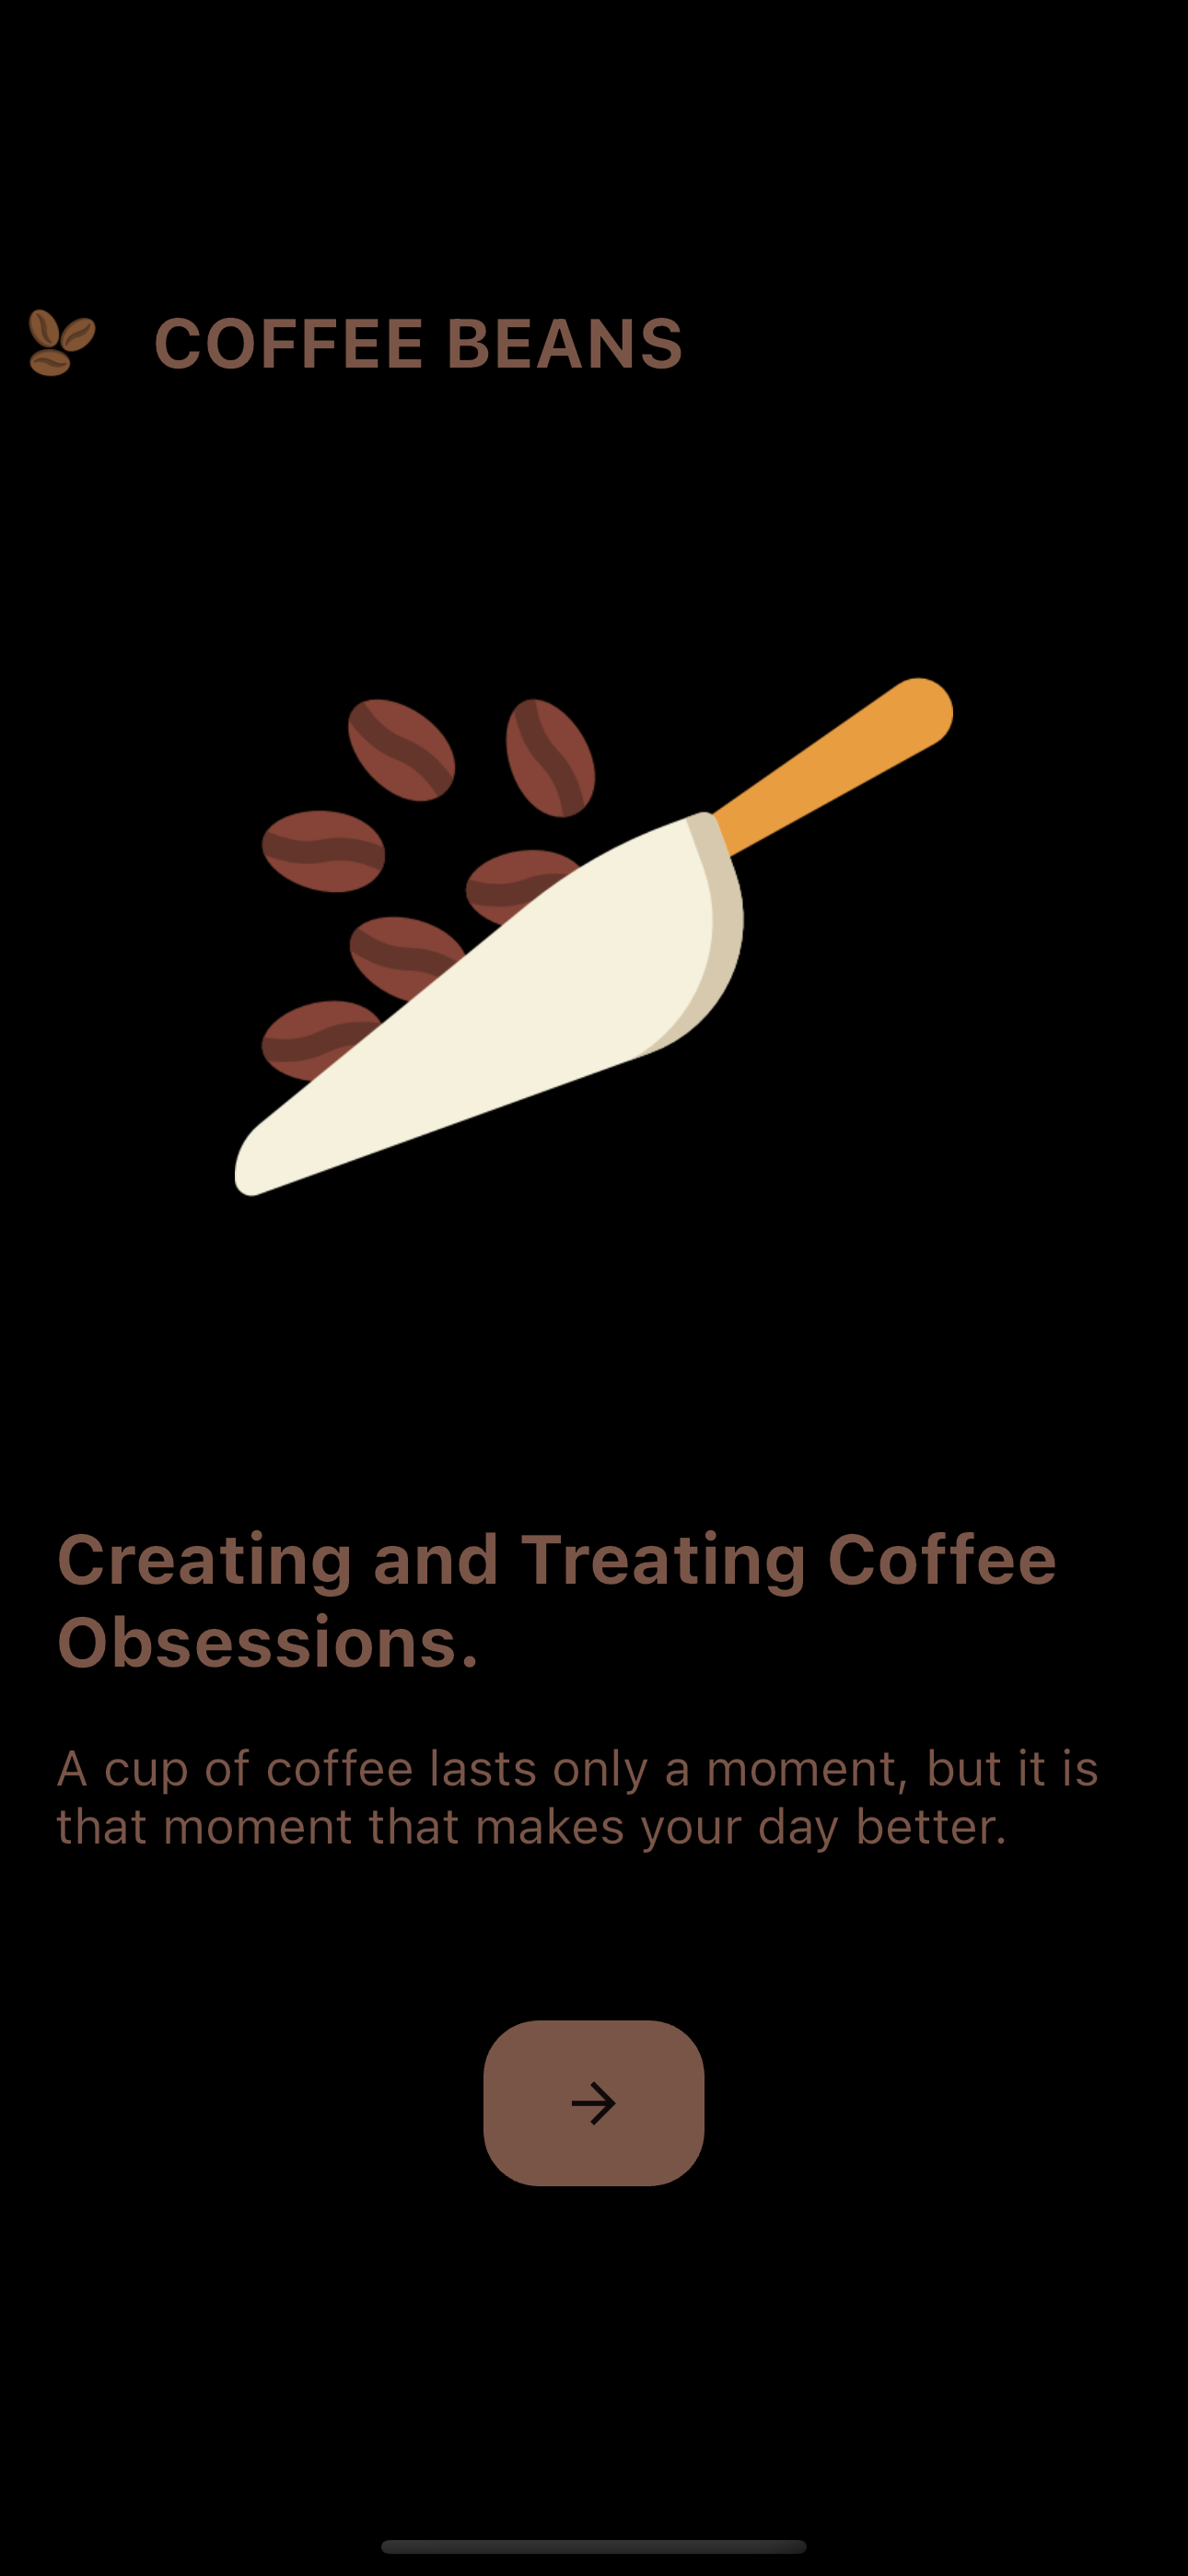 COFFEE BEANS
Creating and Treating Coffee
Obsessions.
A cup of coffee lasts only a moment, but it is
that moment that makes your day better.